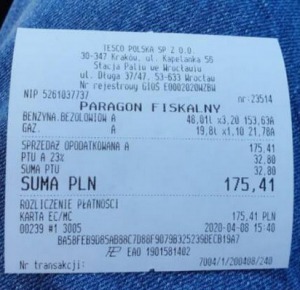 TESCO POLSKA SP Z O.O.
30-347 Kraków, ul. Kapelanka 56
Stacja Paliw we Wrocławiu
ul. Długa 37/47, 53-633 Wrocław
Nr rejestrowy GIOŚ E0002020WZBW
NIP 5261037737 nr:23514
PARAGON FISKALNY
BENZYNA.BEZOLOWIOW A 48,01l x3,20 153,63A
GAZ. A 19,8l x1,10 21,78A
SPRZEDAŻ OPODATKOWANA A 175,41
PTU A 23% 32,80
SUMA PTU 32,80
SUMA PLN 175,41
ROZLICZENIE PŁATNOŚCI
KARTA EC/MC 175,41 PLN
00239 #1 3005 2020-04-08 15:40
EAO 1901581402
Nr transakcji: 7004/1/200408/240